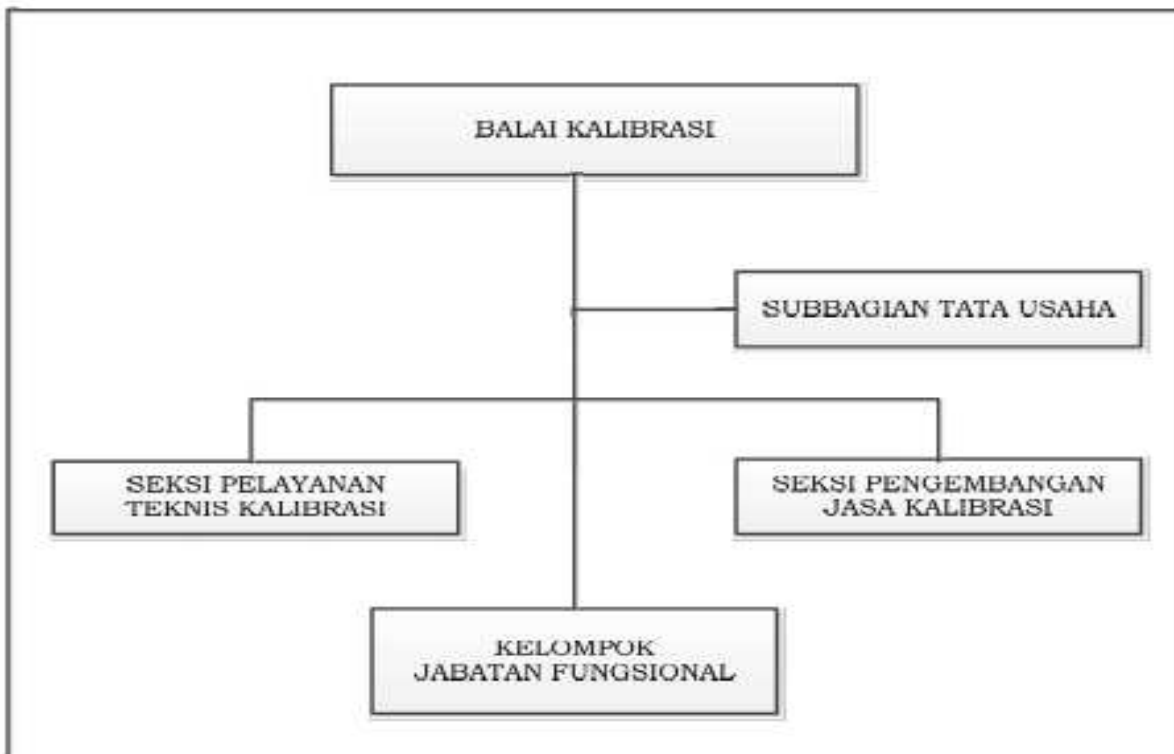 BALAI KALIBRASI
SUBBAGIAN TATA USAHA
SEKSI PELAYANAN
TEKNIS KALIBRASI
SEKSI PENGEMBANGAN
JASA KALIBRASI
KELOMPOK
JABATAN FUNGSIONAL